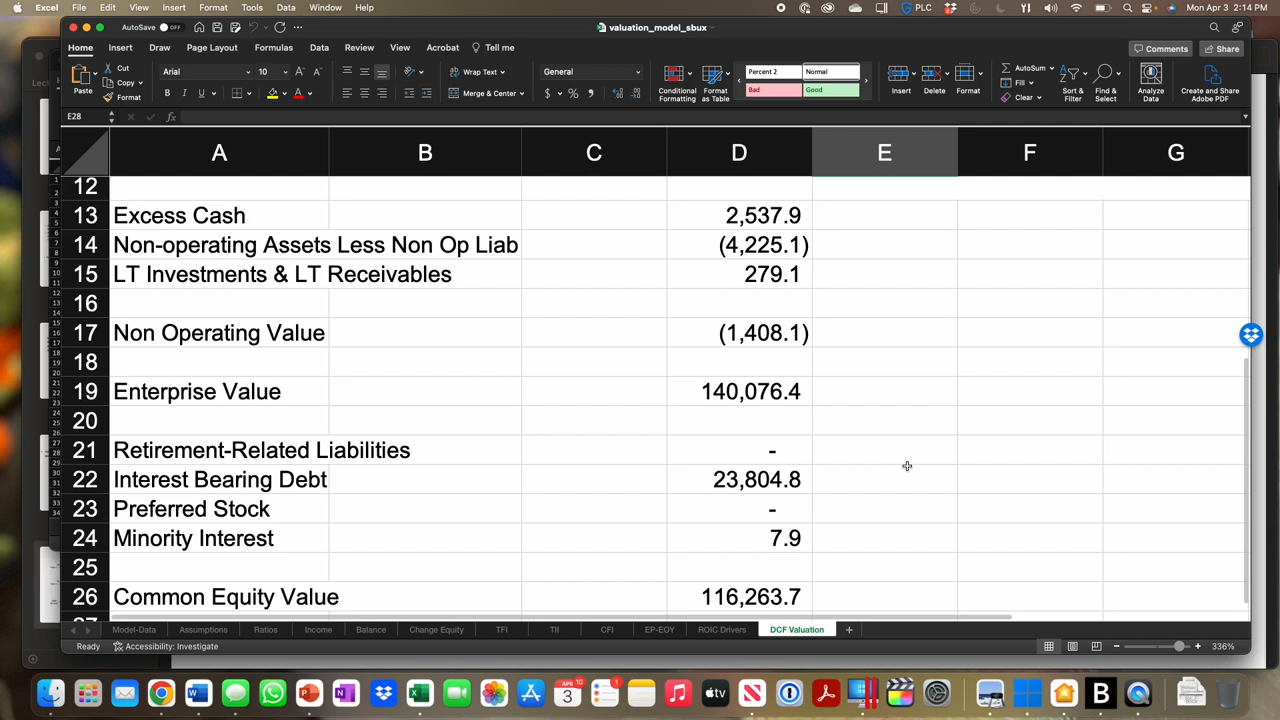 Excel File Edit View Insert Format Tools Data Window Help
PLC
Mon Apr 3 2:14 PM
AutoSave OFF
valuation_model_sbux
Home Insert Draw Page Layout Formulas Data Review View Acrobat Tell me
Comments Share
Paste
Cut
Copy
Format
Arial 10
B I U
Wrap Text
Merge & Center
General
$ % 
Conditional Formatting
Format as Table
Percent 2 Normal
Bad Good
Insert Delete Format
AutoSum
Fill
Clear
Sort & Filter
Find & Select
Analyze Data
Create and Share Adobe PDF
E28 fx
A B C D E F G
12
13 Excess Cash 2,537.9
14 Non-operating Assets Less Non Op Liab (4,225.1)
15 LT Investments & LT Receivables 279.1
16
17 Non Operating Value (1,408.1)
18
19 Enterprise Value 140,076.4
20
21 Retirement-Related Liabilities -
22 Interest Bearing Debt 23,804.8
23 Preferred Stock -
24 Minority Interest 7.9
25
26 Common Equity Value 116,263.7
Model-Data Assumptions Ratios Income Balance Change Equity TFI TII CFI EP-EOY ROIC Drivers DCF Valuation +
Ready Accessibility: Investigate
336%